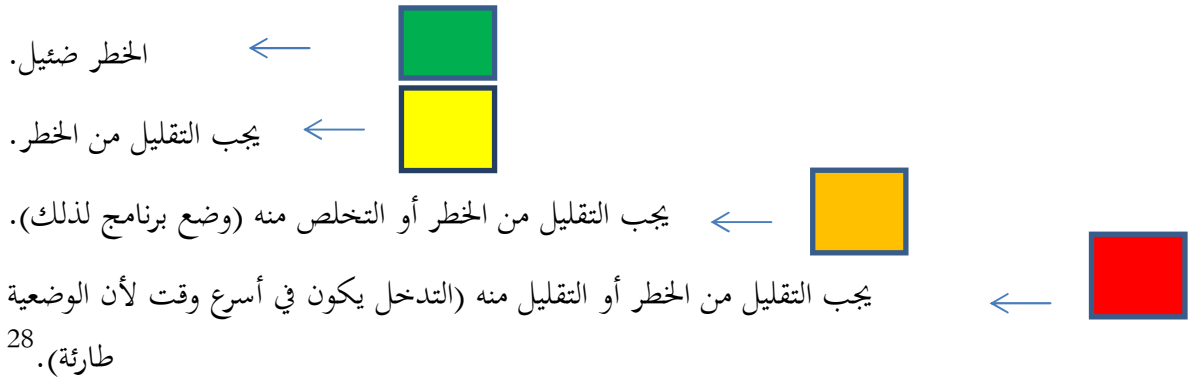 الخطر ضئيل.
يجب التقليل من الخطر.
يجب التقليل من الخطر أو التخلص منه (وضع برنامج لذلك).
يجب التقليل من الخطر أو التقليل منه (التدخل يكون في أسرع وقت لأن الوضعية
طارئة).28